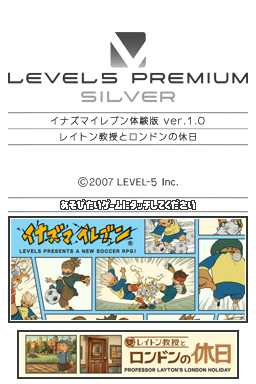 LEVEL5 PREMIUM
SILVER
イナズマイレブン体験版 ver.1.0
レイトン教授とロンドンの休日
©2007 LEVEL-5 Inc.
あそびたいゲームにタッチしてください
イナズマイレブン®
LEVEL5 PRESENTS A NEW SOCCER RPG!
レイトン教授と
ロンドンの休日
PROFESSOR LAYTON'S LONDON HOLIDAY